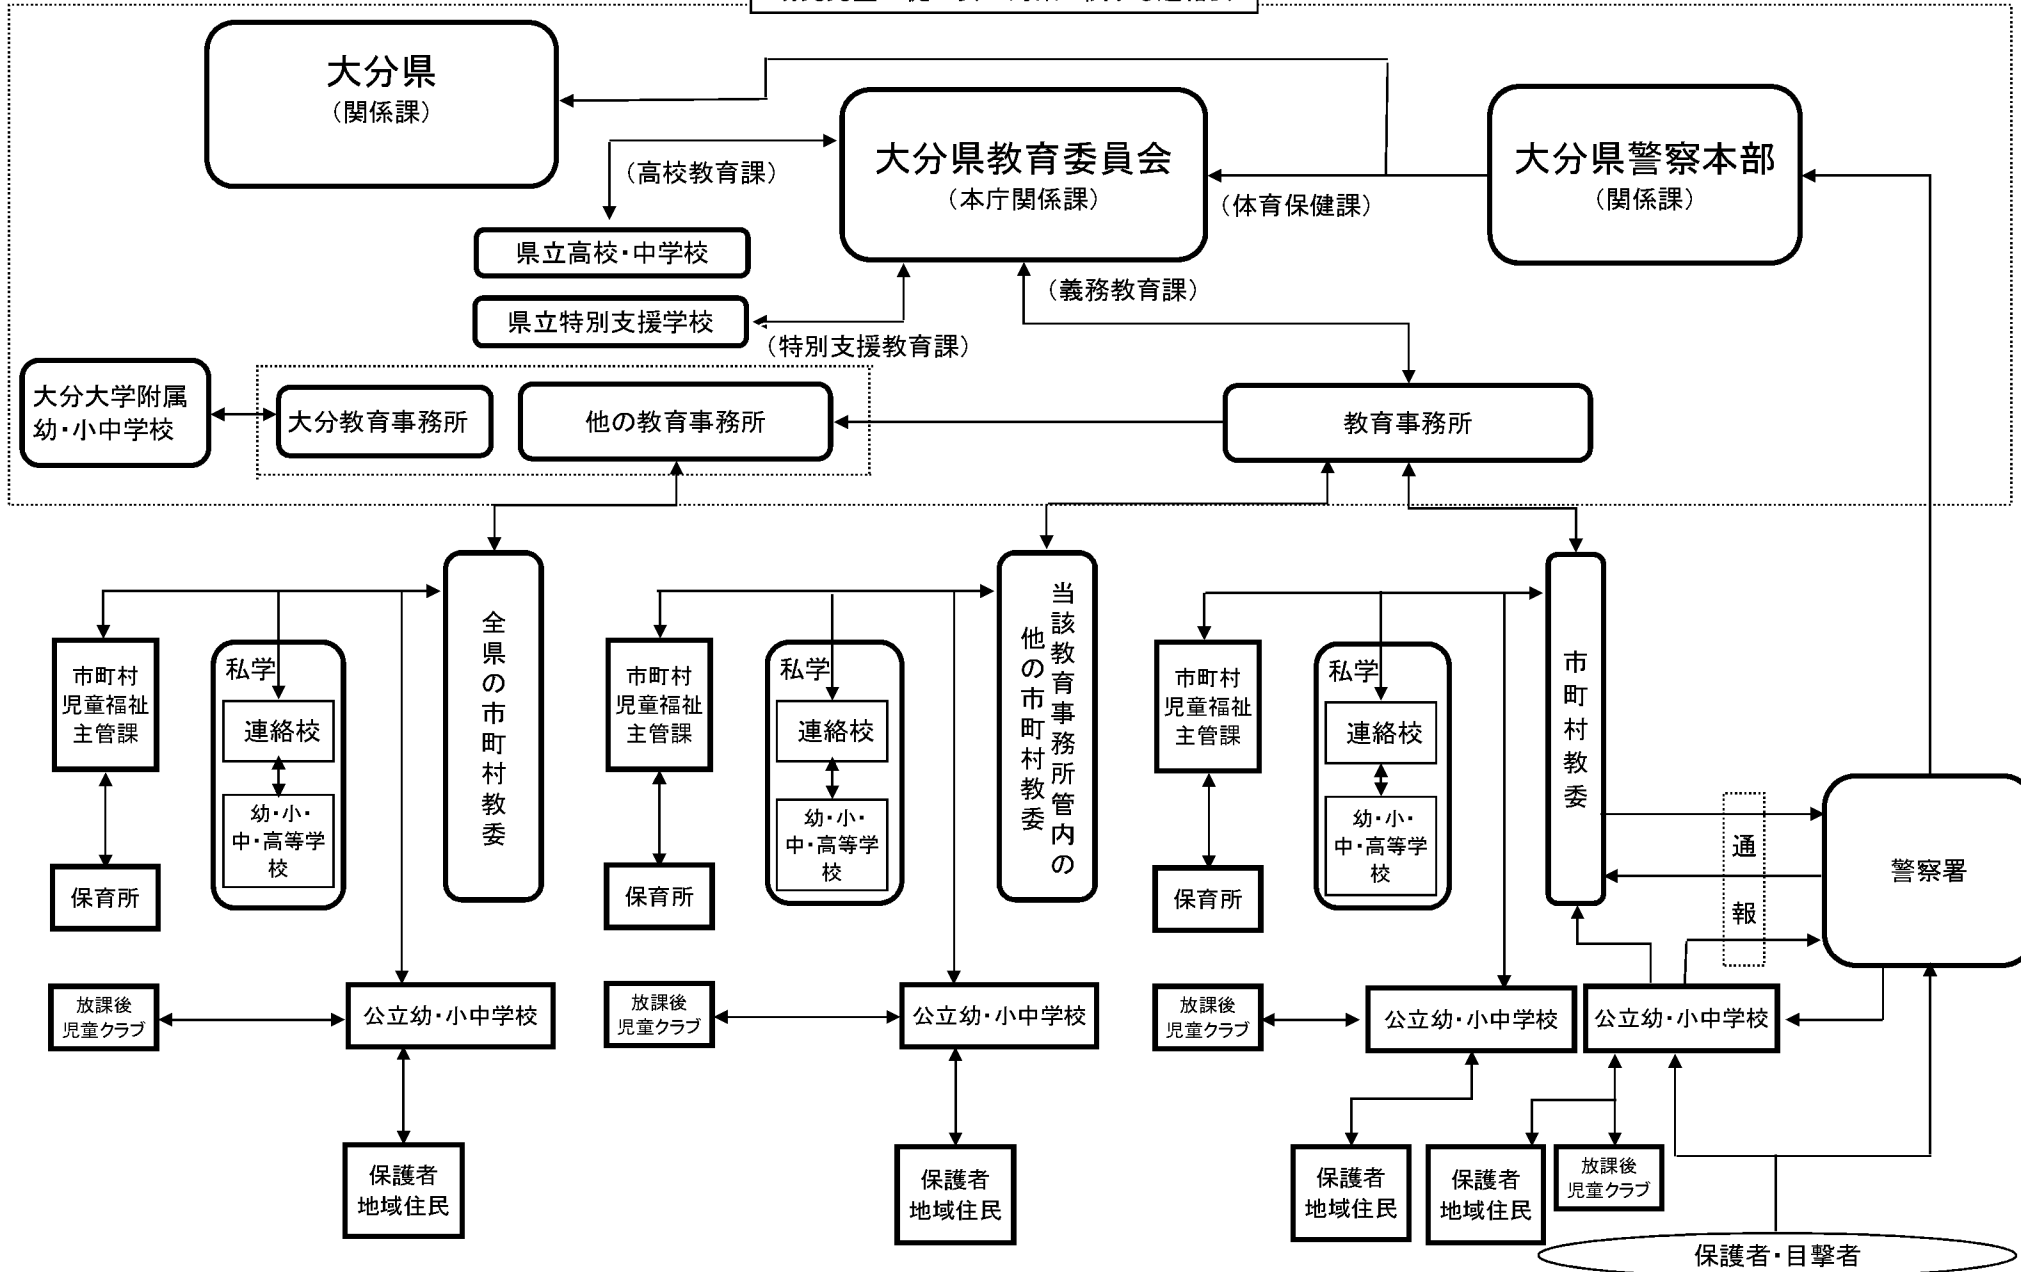 大分県
（関係課）
大分県教育委員会
（本庁関係課）
大分県警察本部
（関係課）
（高校教育課）
（体育保健課）
県立高校・中学校
（義務教育課）
県立特別支援学校
（特別支援教育課）
大分大学附属
幼・小中学校
大分教育事務所
他の教育事務所
教育事務所
全県の市町村教委
当該教育事務所管内の
他の市町村教委
市町村教委
市町村
児童福祉
主管課
私学
連絡校
幼・小・
中・高等学
校
保育所
市町村
児童福祉
主管課
私学
連絡校
幼・小・
中・高等学
校
保育所
市町村
児童福祉
主管課
私学
連絡校
幼・小・
中・高等学
校
保育所
通報
警察署
放課後
児童クラブ
公立幼・小中学校
放課後
児童クラブ
公立幼・小中学校
放課後
児童クラブ
公立幼・小中学校
公立幼・小中学校
保護者
地域住民
保護者
地域住民
保護者
地域住民
保護者
地域住民
放課後
児童クラブ
保護者・目撃者